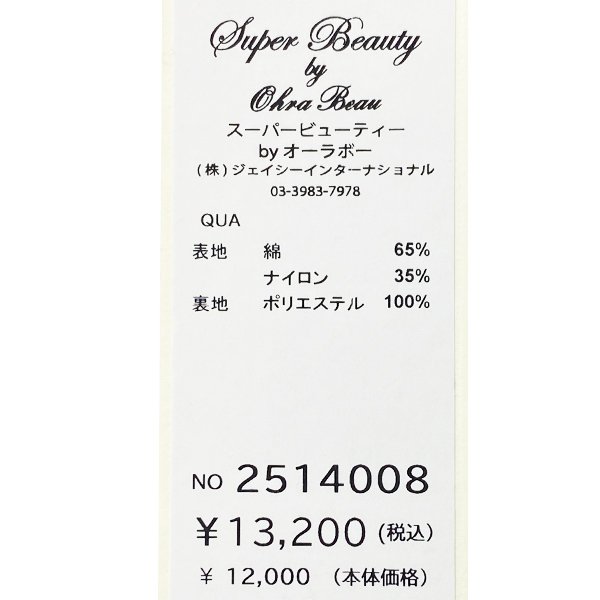 Super Beauty
by
Ohra Beau
スーパービューティー
by オーラボー
(株)ジェイシーインターナショナル
03-3983-7978
QUA
表地 綿 65%
ナイロン 35%
裏地 ポリエステル 100%
NO 2514008
¥13,200(税込)
¥ 12,000 (本体価格)